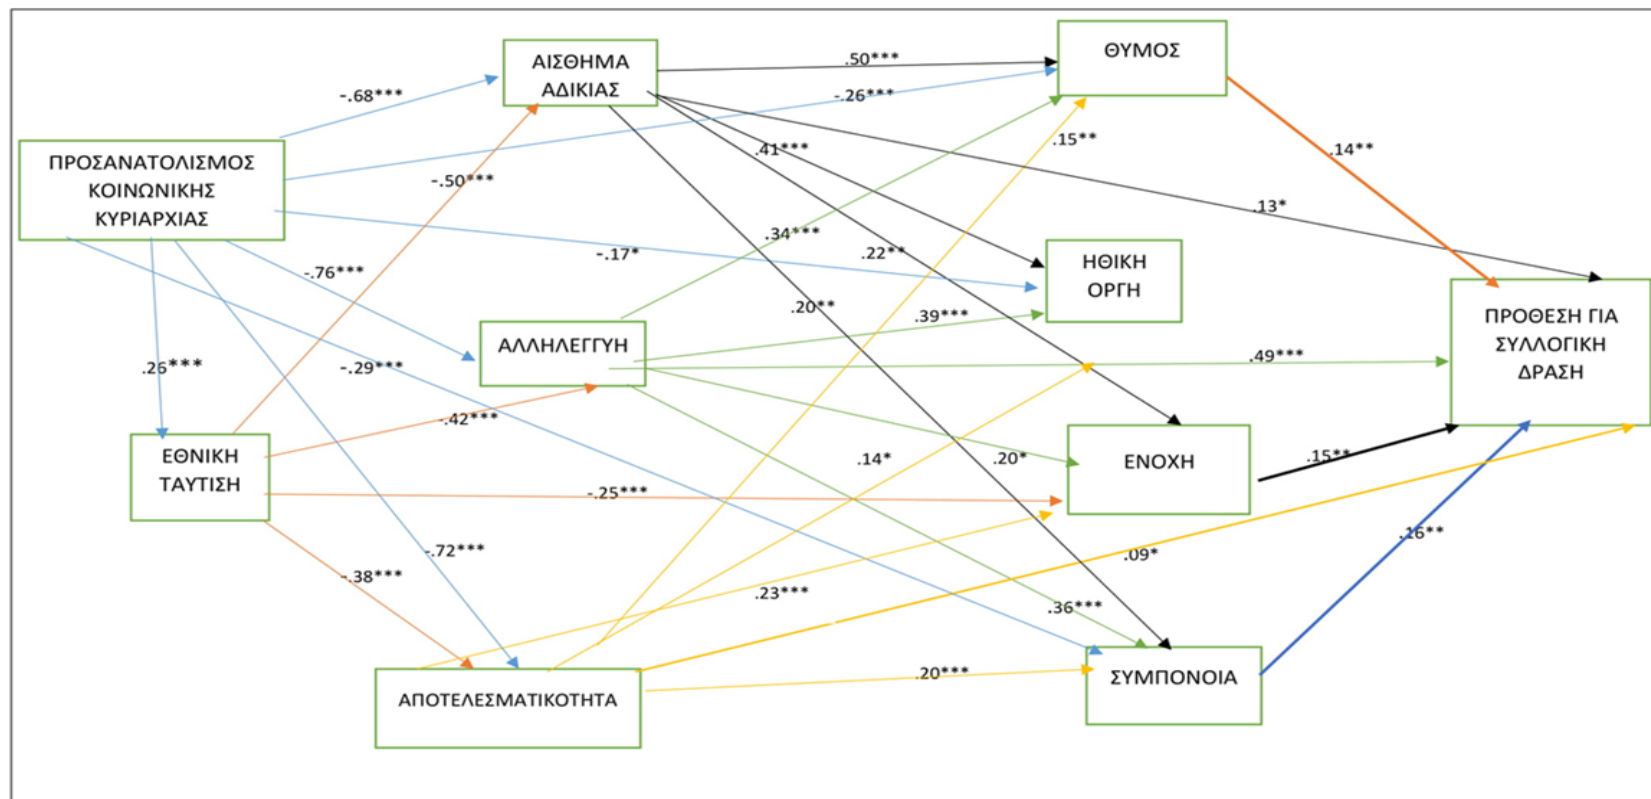 ΑΙΣΘΗΜΑ
ΑΔΙΚΙΑΣ
ΘΥΜΟΣ
.50***
-.68***
-.26***
ΠΡΟΣΑΝΑΤΟΛΙΣΜΟΣ
ΚΟΙΝΩΝΙΚΗΣ
ΚΥΡΙΑΡΧΙΑΣ
.15**
.41***
.14**
-.50***
.13*
.34***
.22**
-.17*
-.76***
ΗΘΙΚΗ
ΟΡΓΗ
.20**
.39***
ΠΡΟΘΕΣΗ ΓΙΑ
ΣΥΛΛΟΓΙΚΗ
ΔΡΑΣΗ
ΑΛΛΗΛΕΓΓΥΗ
.49***
.26***
-.29***
-.42***
ΕΘΝΙΚΗ
ΤΑΥΤΙΣΗ
.14*
.20*
ΕΝΟΧΗ
.15**
-.25***
.16**
-.72***
.09*
-.38***
.23***
.36***
.20***
ΣΥΜΠΟΝΟΙΑ
ΑΠΟΤΕΛΕΣΜΑΤΙΚΟΤΗΤΑ